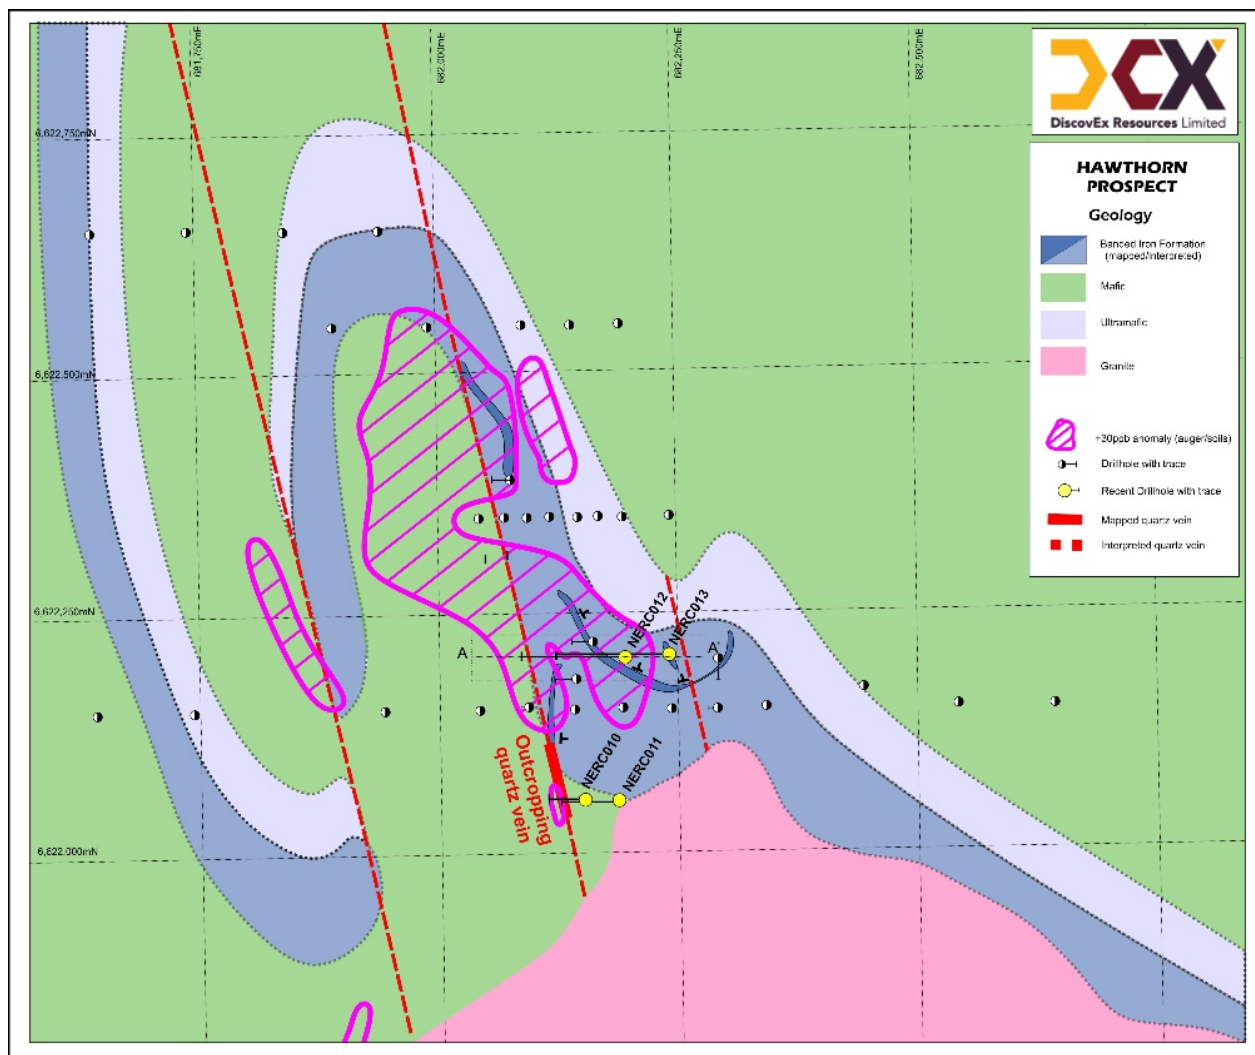 681,750mE
682,000mE
682,250mE
682,500mE
DCX
DiscovEx Resources Limited
6,622,750mN
HAWTHORN
PROSPECT
Geology
Banded Iron Formation
(mapped/interpreted)
Mafic
Ultramafic
Granite
+30ppb anomaly (auger/soils)
Drillhole with trace
Recent Drillhole with trace
Mapped quartz vein
Interpreted quartz vein
6,622,500mN
6,622,250mN
NERC012
NERC013
A
A'
Outcropping
quartz vein
NERC010
NERC011
6,622,000mN